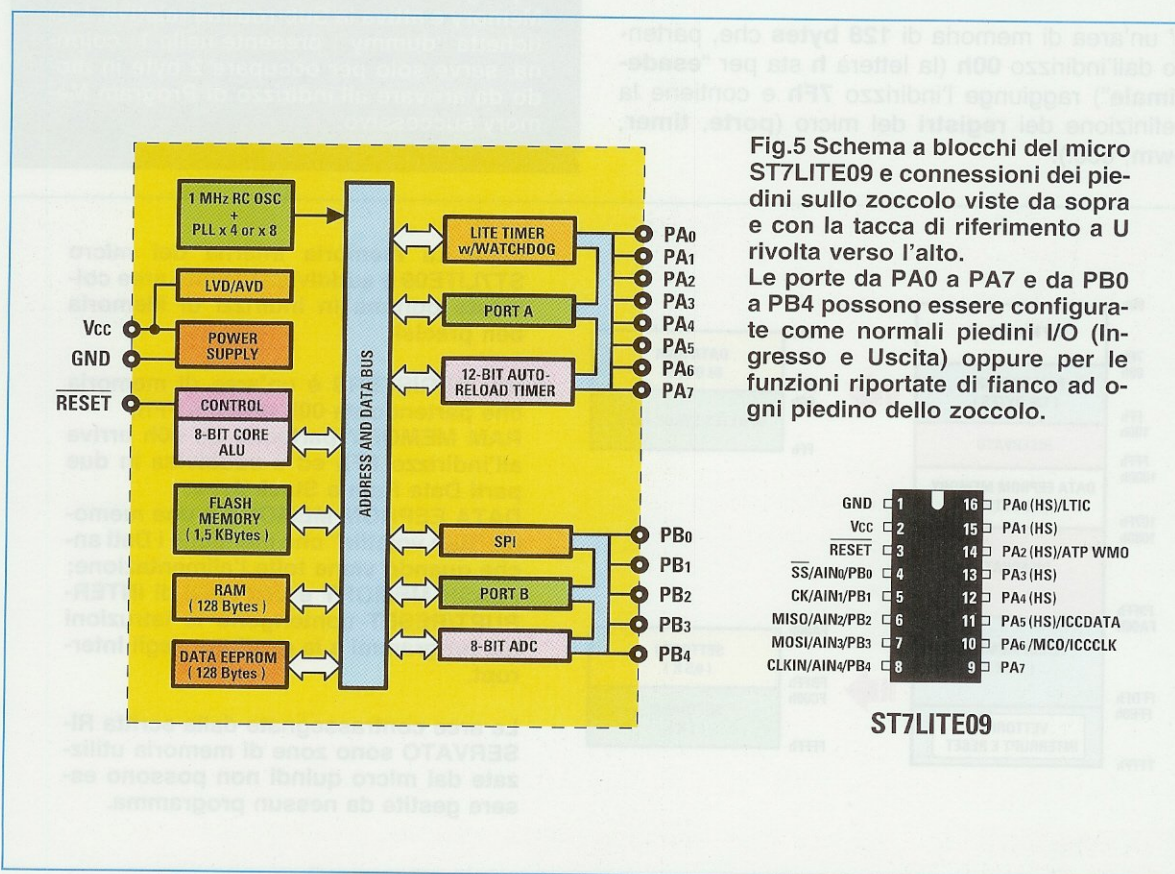 Fig.5 Schema a blocchi del micro
ST7LITE09 e connessioni dei pie-
dini sullo zoccolo viste da sopra
e con la tacca di riferimento a U
rivolta verso l'alto.
Le porte da PA0 a PA7 e da PB0
a PB4 possono essere configura-
te come normali piedini I/O (In-
gresso e Uscita) oppure per le
funzioni riportate di fianco ad o-
gni piedino dello zoccolo.
1 MHz RC OSC
+
PLL x 4 or x 8
LVD/AVD
POWER
SUPPLY
CONTROL
8-BIT CORE
ALU
FLASH
MEMORY
( 1,5 KBytes )
RAM
( 128 Bytes )
DATA EEPROM
( 128 Bytes )
Vcc
GND
RESET
ADDRESS AND DATA BUS
LITE TIMER
w/WATCHDOG
PORT A
12-BIT AUTO-
RELOAD TIMER
SPI
PORT B
8-BIT ADC
PA0
PA1
PA2
PA3
PA4
PA5
PA6
PA7
PB0
PB1
PB2
PB3
PB4
GND 1 16 PA0 (HS)/LTIC
Vcc 2 15 PA1 (HS)
RESET 3 14 PA2 (HS)/ATP WMO
SS/AIN0/PB0 4 13 PA3 (HS)
CK/AIN1/PB1 5 12 PA4 (HS)
MISO/AIN2/PB2 6 11 PA5 (HS)/ICCDATA
MOSI/AIN3/PB3 7 10 PA6/MCO/ICCCLK
CLKIN/AIN4/PB4 8 9 PA7
ST7LITE09